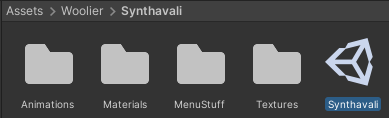 Assets > Woolier > Synthavali
Animations Materials MenuStuff Textures Synthavali